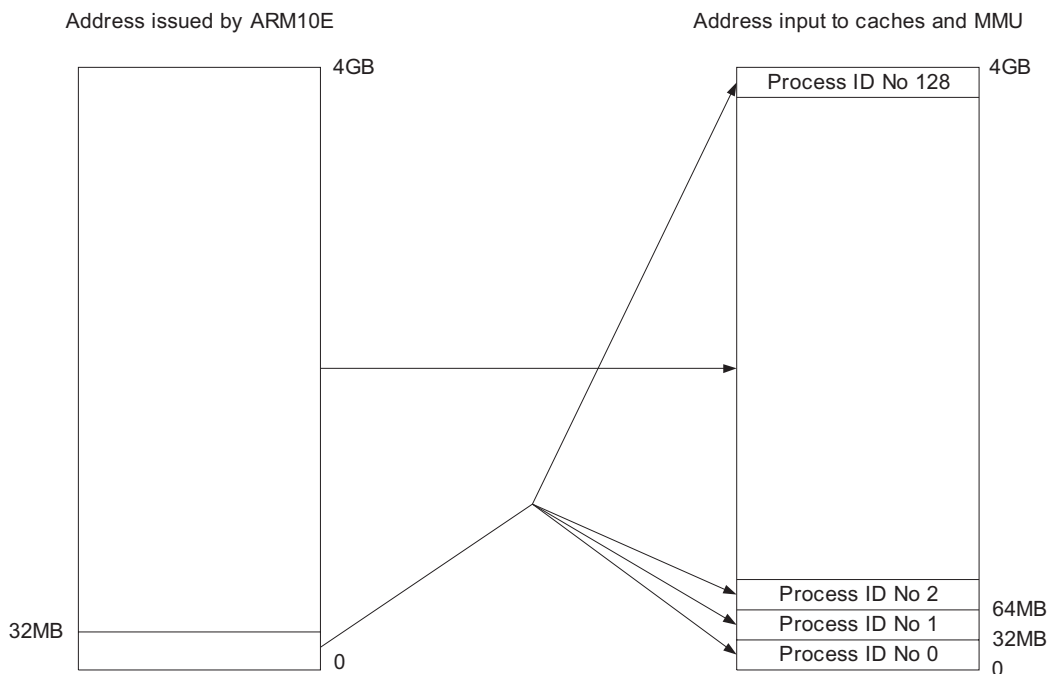 Address issued by ARM10E
Address input to caches and MMU
4GB
4GB
Process ID No 128
Process ID No 2
64MB
Process ID No 1
32MB
32MB
Process ID No 0
0
0